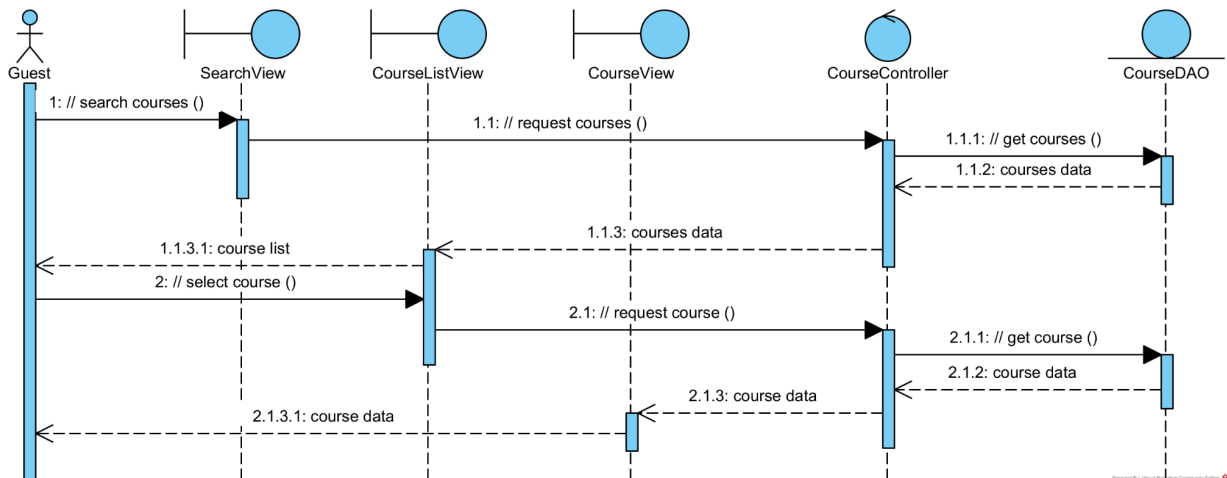 Guest
SearchView
CourseListView
CourseView
CourseController
CourseDAO
1: // search courses ()
1.1: // request courses ()
1.1.1: // get courses ()
1.1.2: courses data
1.1.3: courses data
1.1.3.1: course list
2: // select course ()
2.1: // request course ()
2.1.1: // get course ()
2.1.2: course data
2.1.3: course data
2.1.3.1: course data